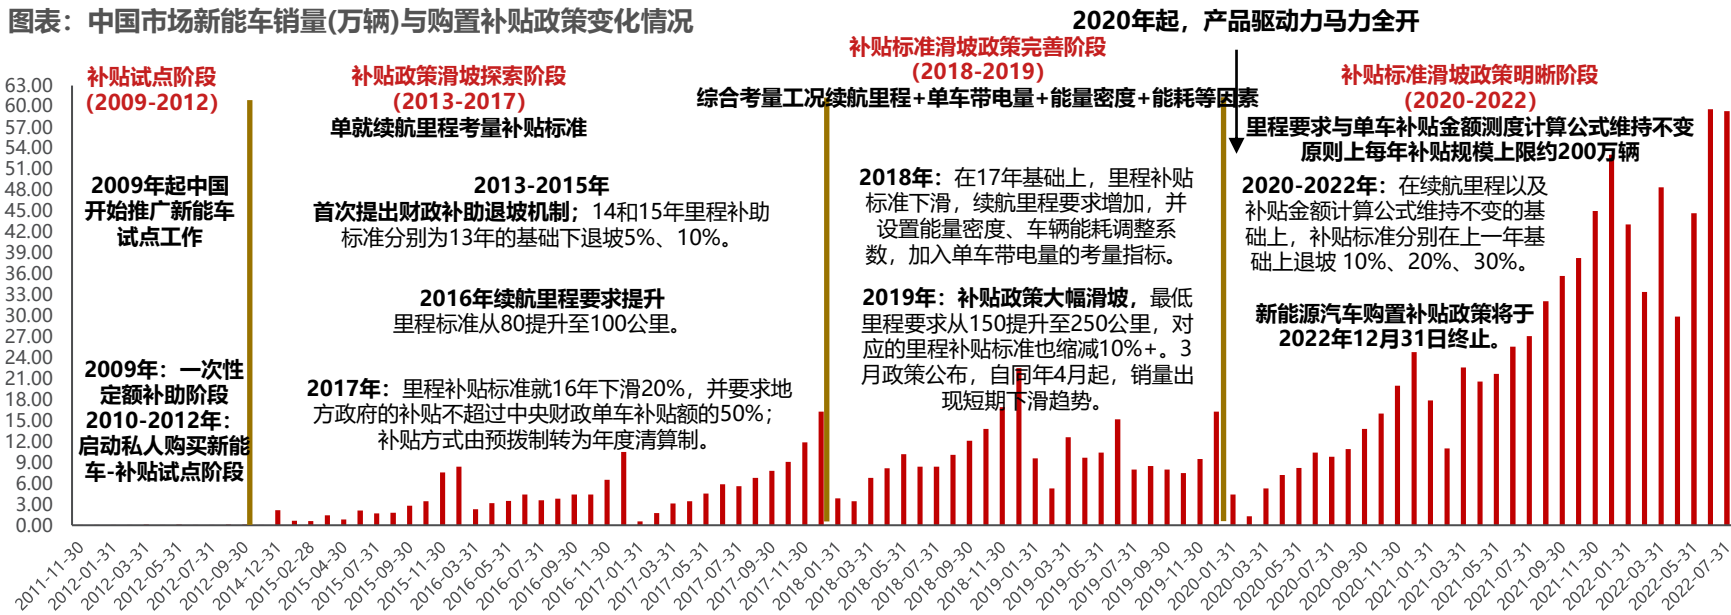 图表：中国市场新能车销量(万辆)与购置补贴政策变化情况
2020年起，产品驱动力马力全开
补贴试点阶段
(2009-2012)
补贴政策滑坡探索阶段
(2013-2017)
单就续航里程考量补贴标准
补贴标准滑坡政策完善阶段
(2018-2019)
综合考量工况续航里程+单车带电量+能量密度+能耗等因素
补贴标准滑坡政策明晰阶段
(2020-2022)
里程要求与单车补贴金额测度计算公式维持不变
原则上每年补贴规模上限约200万辆
63.00
60.00
57.00
54.00
51.00
48.00
45.00
42.00
39.00
36.00
33.00
30.00
27.00
24.00
21.00
18.00
15.00
12.00
9.00
6.00
3.00
0.00
2009年起中国
开始推广新能车
试点工作
2009年：一次性
定额补助阶段
2010-2012年：
启动私人购买新能
车-补贴试点阶段
2013-2015年
首次提出财政补助退坡机制；14和15年里程补助
标准分别为13年的基础下退坡5%、10%。
2016年续航里程要求提升
里程标准从80提升至100公里。
2017年：里程补贴标准就16年下滑20%，并要求地
方政府的补贴不超过中央财政单车补贴额的50%；
补贴方式由预拨制转为年度清算制。
2018年：在17年基础上，里程补贴
标准下滑，续航里程要求增加，并
设置能量密度、车辆能耗调整系
数，加入单车带电量的考量指标。
2019年：补贴政策大幅滑坡，最低
里程要求从150提升至250公里，对
应的里程补贴标准也缩减10%+。3
月政策公布，自同年4月起，销量出
现短期下滑趋势。
2020-2022年：在续航里程以及
补贴金额计算公式维持不变的基
础上，补贴标准分别在上一年基
础上退坡 10%、20%、30%。
新能源汽车购置补贴政策将于
2022年12月31日终止。
2011-11-30
2012-01-31
2012-03-31
2012-05-31
2012-07-31
2012-09-30
2014-12-31
2015-02-28
2015-04-30
2015-07-31
2015-09-30
2015-11-30
2016-03-31
2016-05-31
2016-07-31
2016-09-30
2016-11-30
2017-01-31
2017-03-31
2017-05-31
2017-07-31
2017-09-30
2017-11-30
2018-01-31
2018-03-31
2018-05-31
2018-07-31
2018-09-30
2018-11-30
2019-01-31
2019-03-31
2019-05-31
2019-07-31
2019-09-30
2019-11-30
2020-01-31
2020-03-31
2020-05-31
2020-07-31
2020-09-30
2020-11-30
2021-01-31
2021-03-31
2021-05-31
2021-07-31
2021-09-30
2021-11-30
2022-01-31
2022-03-31
2022-05-31
2022-07-31